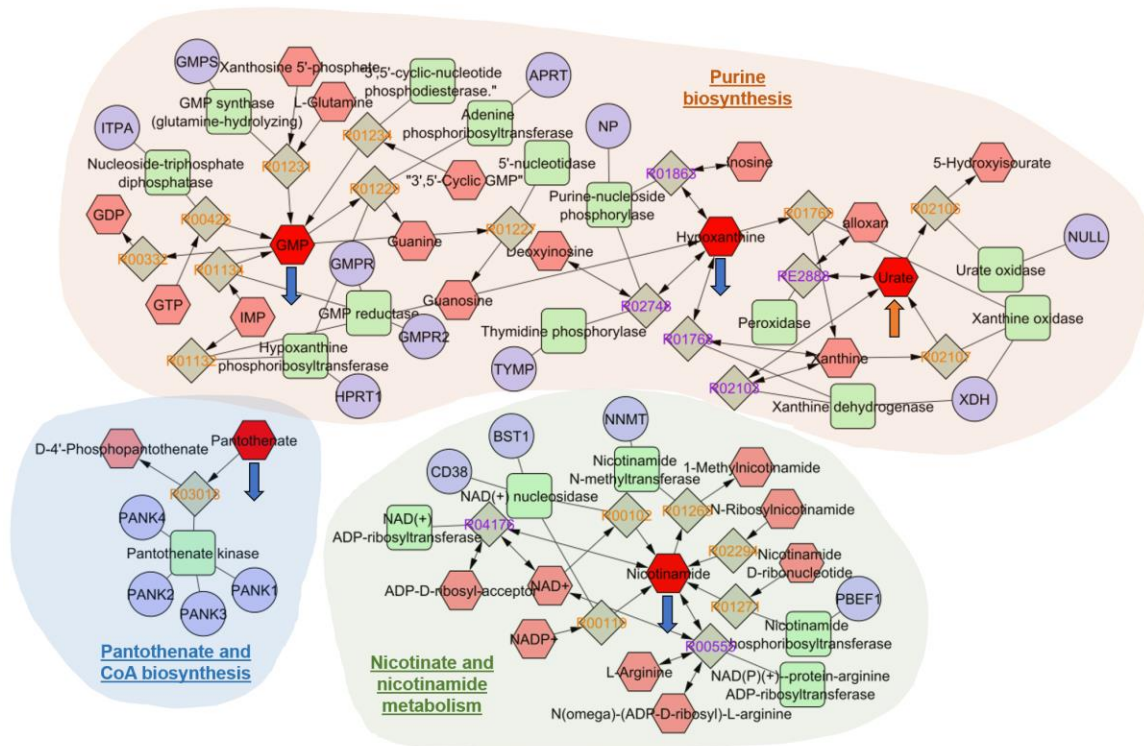 GMPS
Xanthosine 5'-phosphate
"3',5'-cyclic-nucleotide
phosphodiesterase."
APRT
Purine
biosynthesis
GMP synthase
(glutamine-hydrolyzing)
L-Glutamine
Adenine
phosphoribosyltransferase
ITPA
R01234
NP
Nucleoside-triphosphate
diphosphatase
R01231
R01229
"3',5'-Cyclic GMP"
5'-nucleotidase
R01863
Inosine
5-Hydroxyisourate
Purine-nucleoside
phosphorylase
GDP
R00426
R01769
alloxan
R02106
NULL
R00332
GMP
Guanine
R01227
Hypoxanthine
R01134
GMPR
Deoxyinosine
RE2888
Urate
Urate oxidase
GTP
IMP
GMP reductase
Guanosine
R02748
Peroxidase
Xanthine oxidase
Thymidine phosphorylase
GMPR2
R01768
Xanthine
R02107
R01132
Hypoxanthine
phosphoribosyltransferase
TYMP
R02103
HPRT1
Xanthine dehydrogenase
XDH
Pantothenate
D-4'-Phosphopantothenate
R03018
PANK4
Pantothenate kinase
PANK2
PANK3
PANK1
Pantothenate and
CoA biosynthesis
BST1
NNMT
CD38
Nicotinamide
N-methyltransferase
1-Methylnicotinamide
NAD(+) nucleosidase
NAD(+)
ADP-ribosyltransferase
R04176
R00102
R01269
N-Ribosylnicotinamide
R02294
Nicotinamide
D-ribonucleotide
ADP-D-ribosyl-acceptor
NAD+
Nicotinamide
R01271
PBEF1
NADP+
R00119
Nicotinamide
phosphoribosyltransferase
R00555
L-Arginine
NAD(P)(+)--protein-arginine
ADP-ribosyltransferase
N(omega)-(ADP-D-ribosyl)-L-arginine
Nicotinate and
nicotinamide
metabolism